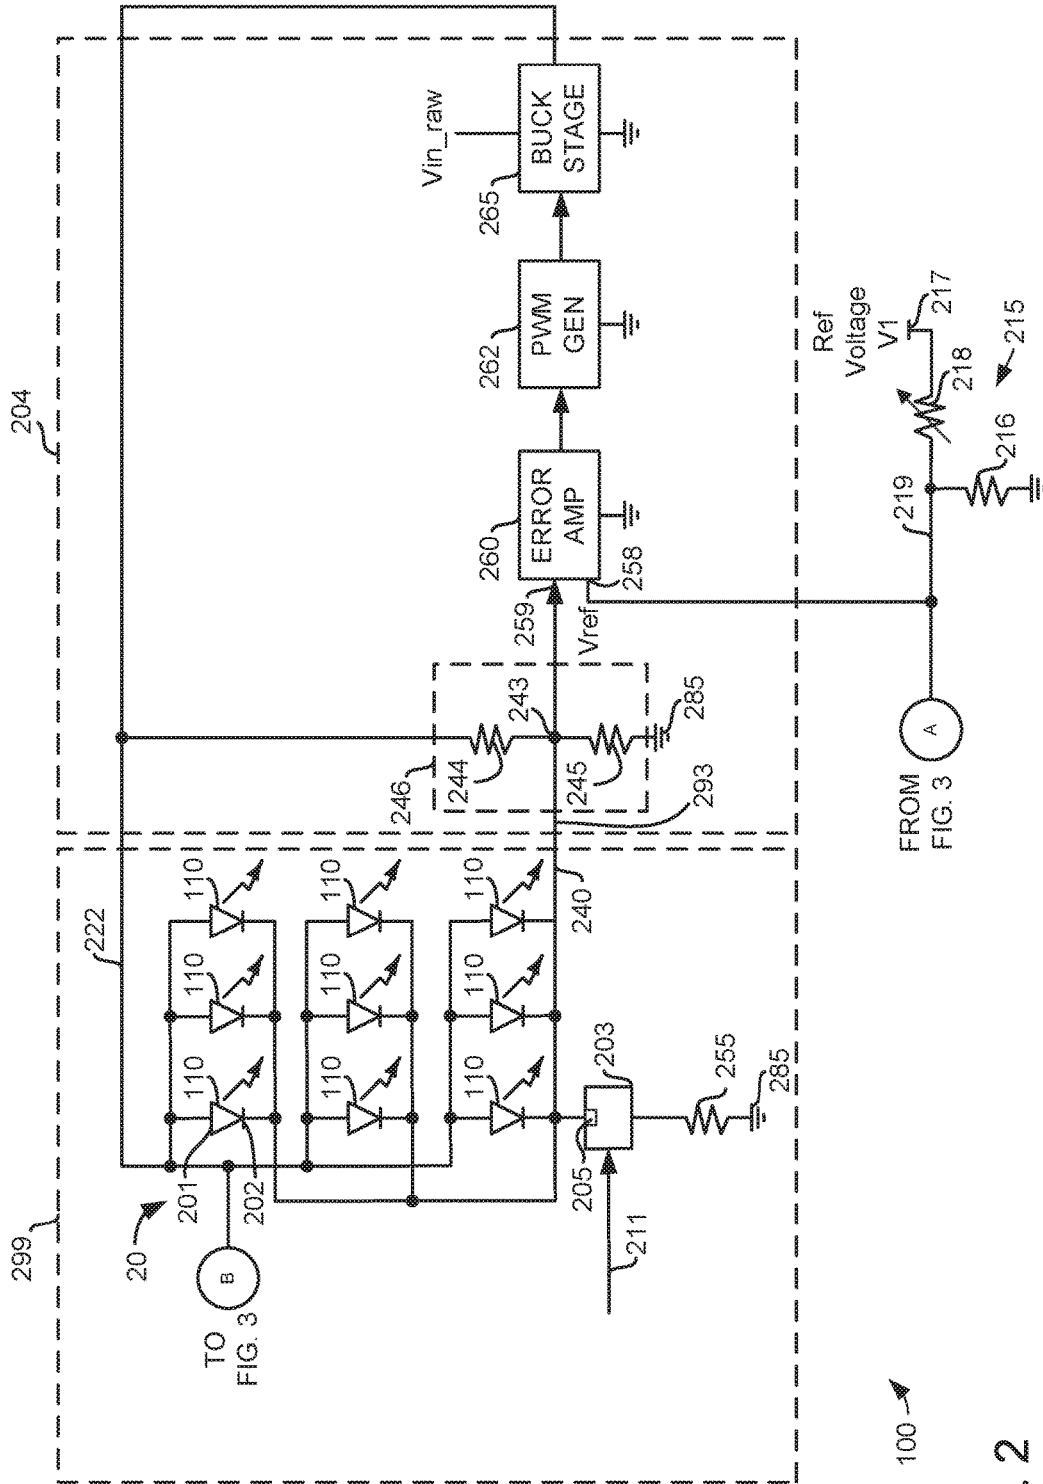 299
204
222
20
TO
FIG. 3
B
201
202
110
110
110
110
110
110
110
110
110
205
203
211
255
285
240
293
246
244
243
245
285
259
Vref
258
260
ERROR
AMP
262
PWM
GEN
265
BUCK
STAGE
Vin_raw
FROM
FIG. 3
A
219
216
218
215
217
Ref
Voltage
V1
100
. 2